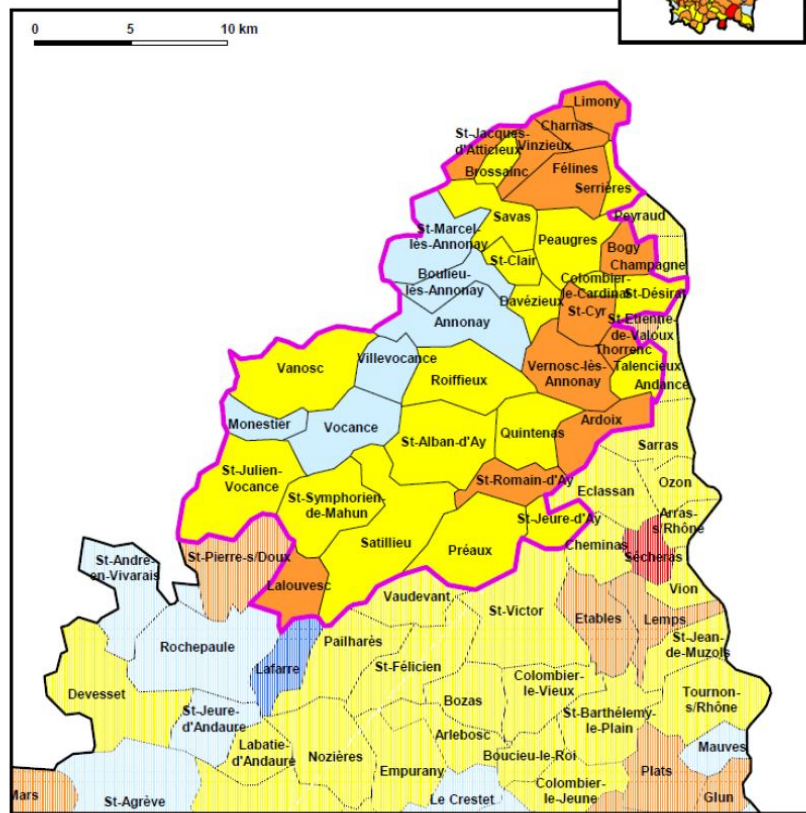 0 5 10 km
Limony
Charnas
St-Jacques-
d'Atticieux
Vinzieux
Brossainc
Félines
Serrières
Savas
Peyraud
St-Marcel-
lès-Annonay
Peaugres
Bogy
St-Clair
Champagne
Boulieu-
lès-Annonay
Colombier-
le-Cardinal
St-Désirat
Davézieux
St-Cyr
Annonay
St-Etienne-
de-Valoux
Thorrenc
Vanosc
Villevocance
Roiffieux
Vernosc-lès-
Annonay
Talencieux
Andance
Monestier
Vocance
Ardoix
St-Alban-d'Ay
Quintenas
Sarras
St-Julien-
Vocance
St-Romain-d'Ay
St-Symphorien-
de-Mahun
Eclassan
Ozon
St-Jeure-d'Ay
Arras-
s/Rhône
Satillieu
Préaux
Cheminas
Sécheras
St-André-
en-Vivarais
St-Pierre-s/Doux
Lalouvesc
Vion
Vaudevant
St-Victor
Etables
Lemps
Rochepaule
Pailharès
St-Jean-
de-Muzols
Lafarre
St-Félicien
Colombier-
le-Vieux
Devesset
Bozas
Tournon-
s/Rhône
St-Jeure-
d'Andaure
St-Barthélemy-
le-Plain
Arlebosc
Labatie-
d'Andaure
Nozières
Boucieu-le-Roi
Mauves
Empurany
Plats
Colombier-
le-Jeune
Mars
St-Agrève
Le Crestet
Glun